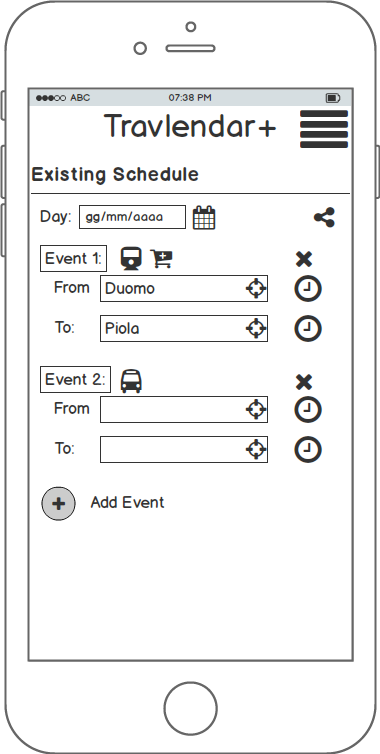 ABC 07:38 PM
Travlendar+
Existing Schedule
Day: gg/mm/aaaa
Event 1:
From Duomo
To: Piola
Event 2:
From
To:
Add Event